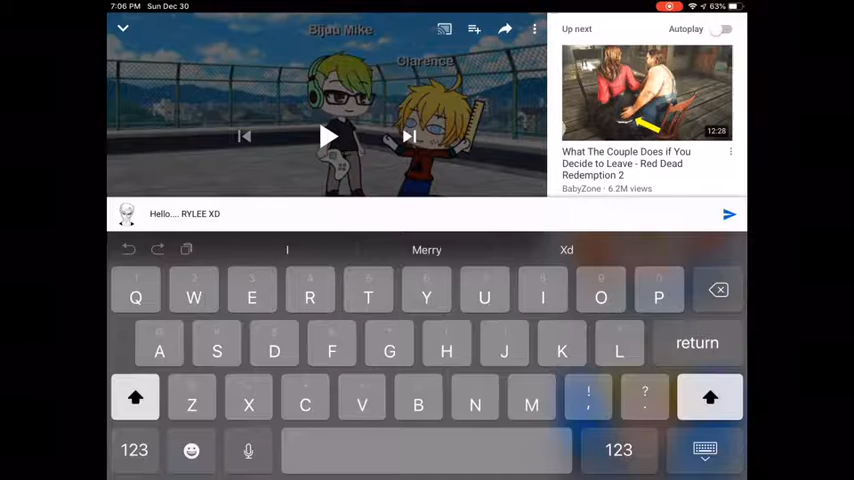 7:06 PM Sun Dec 30
63%
Bijuu Mike
Clarence
Up next
Autoplay
12:28
What The Couple Does if You
Decide to Leave - Red Dead
Redemption 2
BabyZone • 6.2M views
Hello.... RYLEE XD
I Merry Xd
Q W E R T Y U I O P
A S D F G H J K L return
Z X C V B N M ! , ? .
123 123